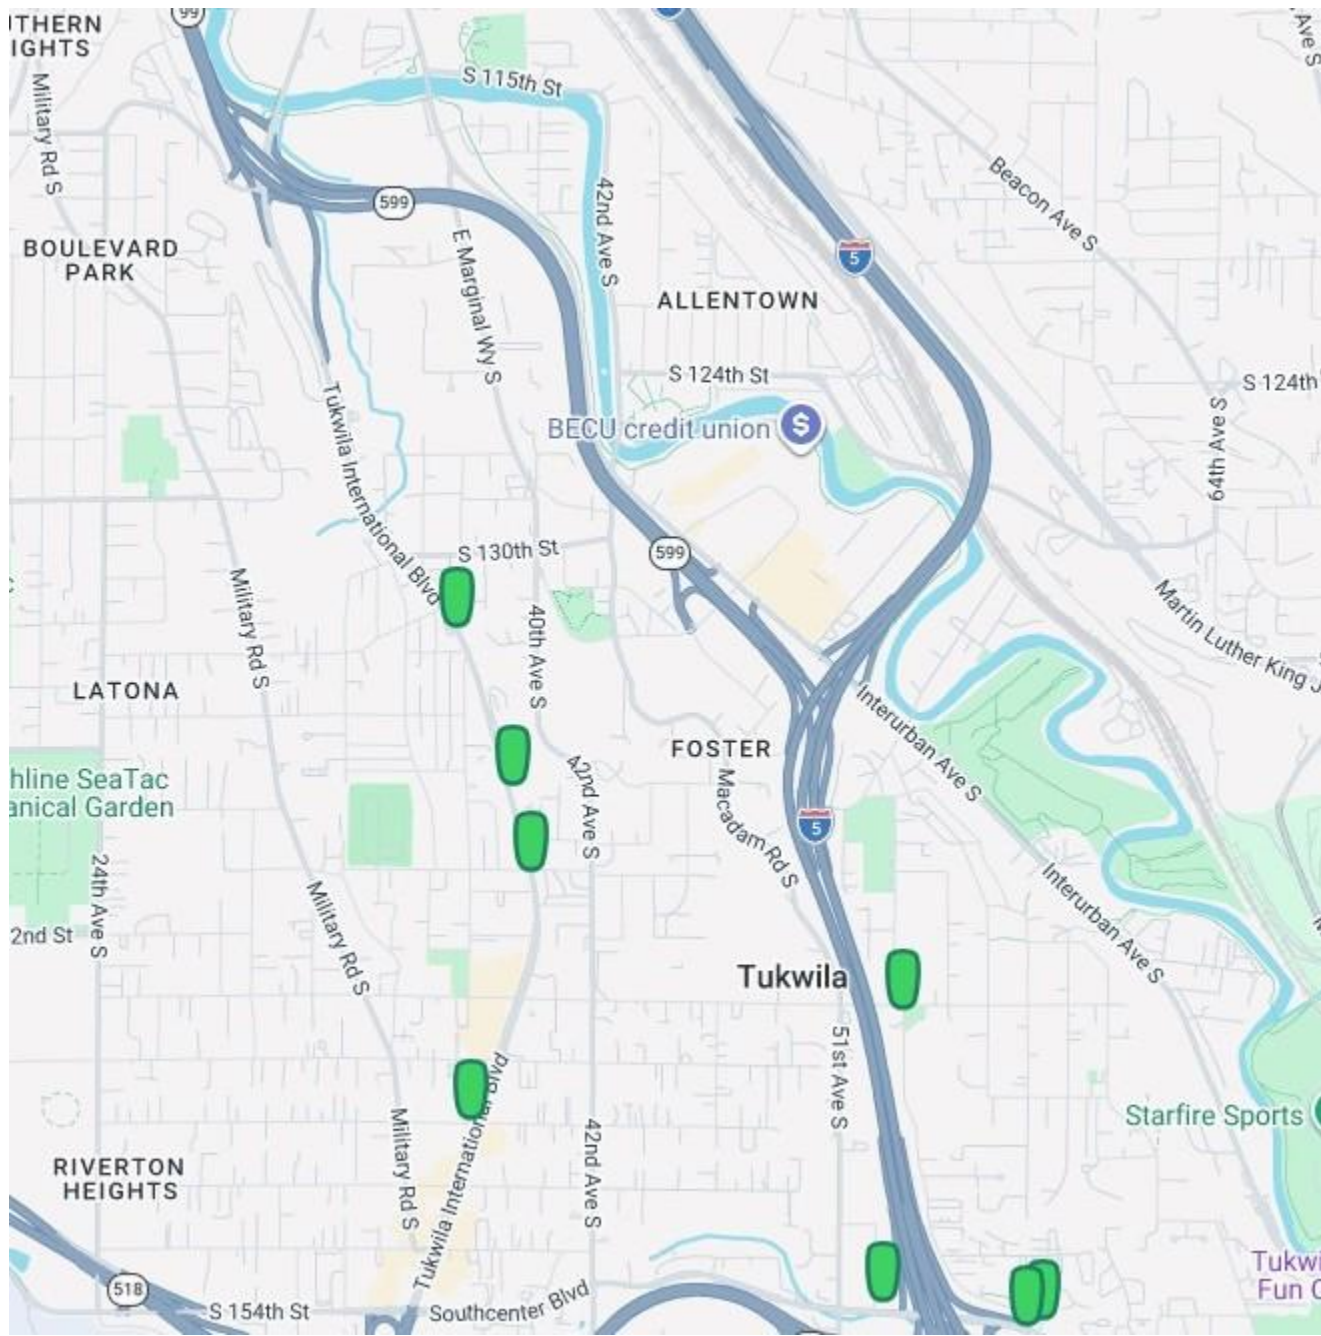 99
THERN
IGHTS
Military Rd S
S 115th St
Ave S
599
42nd Ave S
Beacon Ave S
BOULEVARD
PARK
E Marginal Wy S
5
ALLENTOWN
S 124th St
S 124th
BECU credit union
$
64th Ave S
Tukwila International Blvd
S 130th St
599
Military Rd S
40th Ave S
Martin Luther King J
LATONA
Interurban Ave S
FOSTER
42nd Ave S
Macadam Rd S
hline SeaTac
anical Garden
5
24th Ave S
Military Rd S
Interurban Ave S
2nd St
Tukwila
51st Ave S
Tukwila International Blvd
Starfire Sports
Military Rd S
42nd Ave S
RIVERTON
HEIGHTS
Tukwi
Fun C
518
S 154th St
Southcenter Blvd